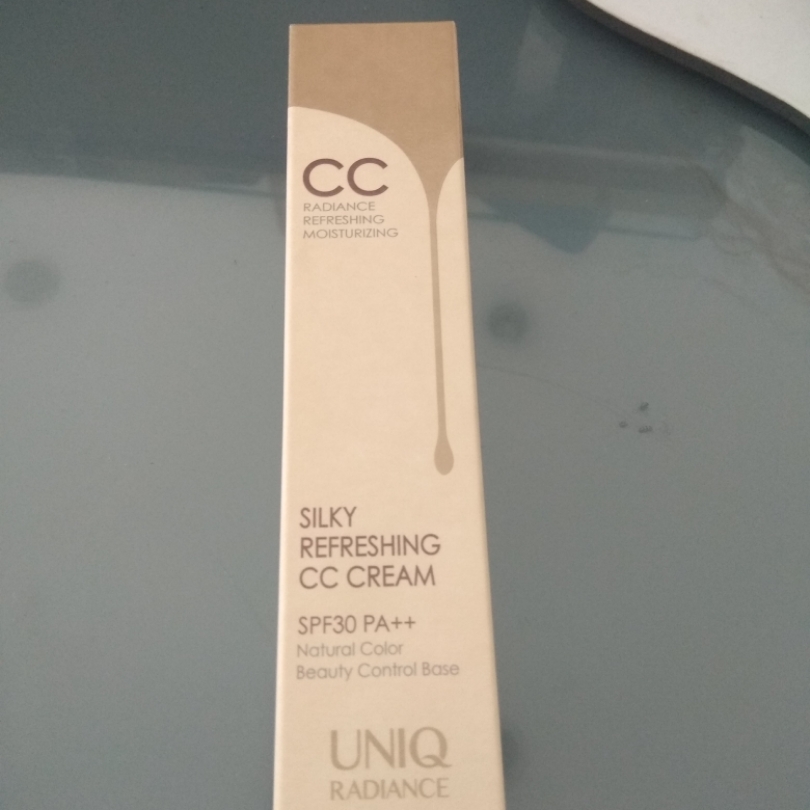 CC
RADIANCE
REFRESHING
MOISTURIZING
SILKY
REFRESHING
CC CREAM
SPF30 PA++
Natural Color
Beauty Control Base
UNIQ
RADIANCE